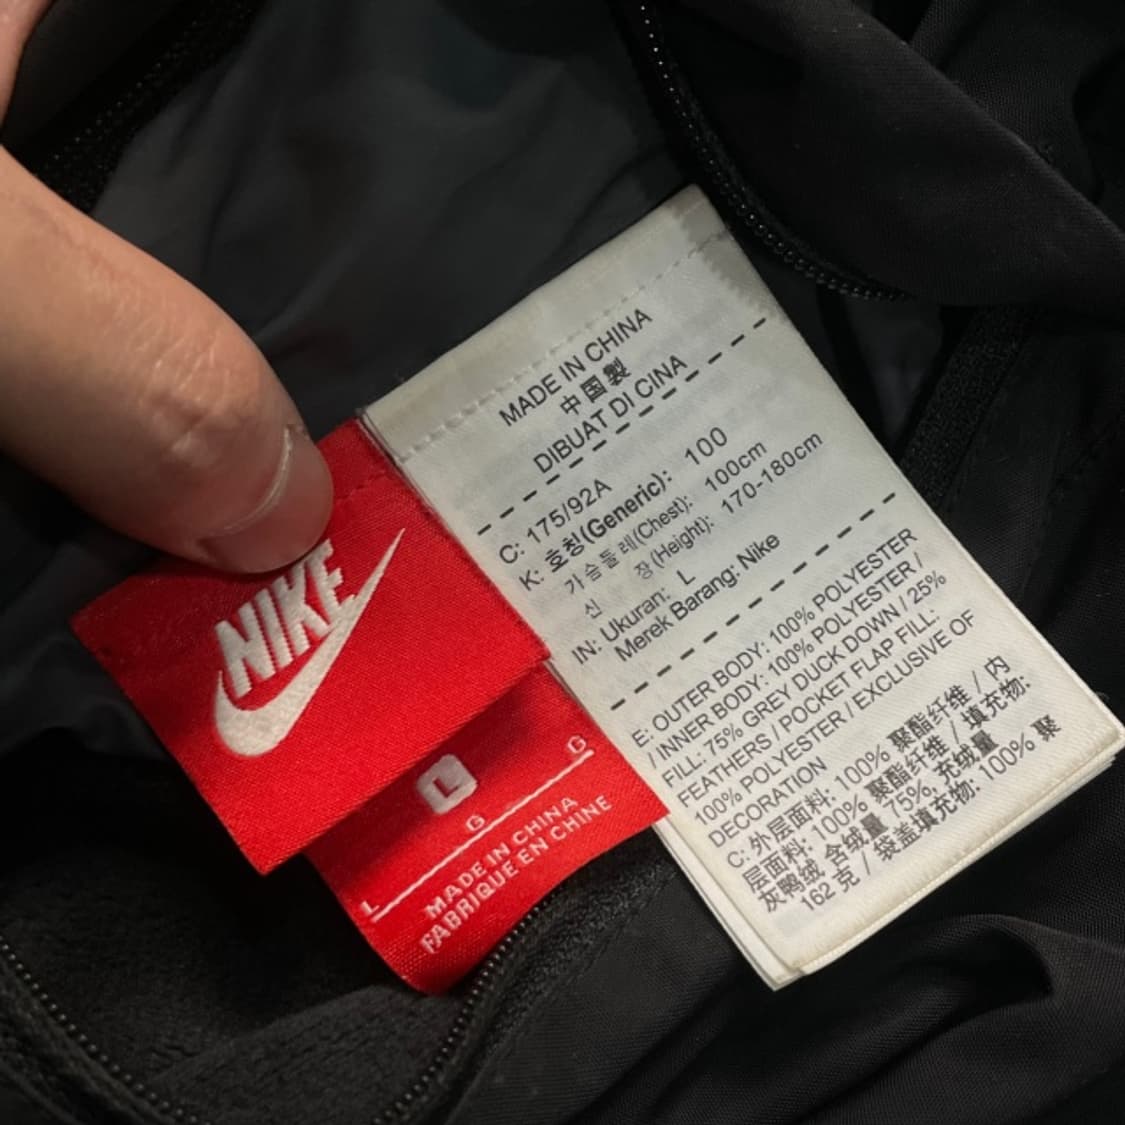 NIKE
L
L G G
MADE IN CHINA
FABRIQUE EN CHINE
MADE IN CHINA
中国製
DIBUAT DI CINA
C: 175/92A
K: 호칭(Generic): 100
가슴둘레(Chest): 100cm
신 장(Height): 170-180cm
IN: Ukuran: L
Merek Barang: Nike
E: OUTER BODY: 100% POLYESTER
/ INNER BODY: 100% POLYESTER /
FILL: 75% GREY DUCK DOWN / 25%
FEATHERS / POCKET FLAP FILL:
100% POLYESTER / EXCLUSIVE OF
DECORATION
C: 外层面料: 100% 聚酯纤维 / 内
层面料: 100% 聚酯纤维 / 填充物:
灰鸭绒 含绒量 75%, 充绒量
162 克 / 袋盖填充物: 100% 聚